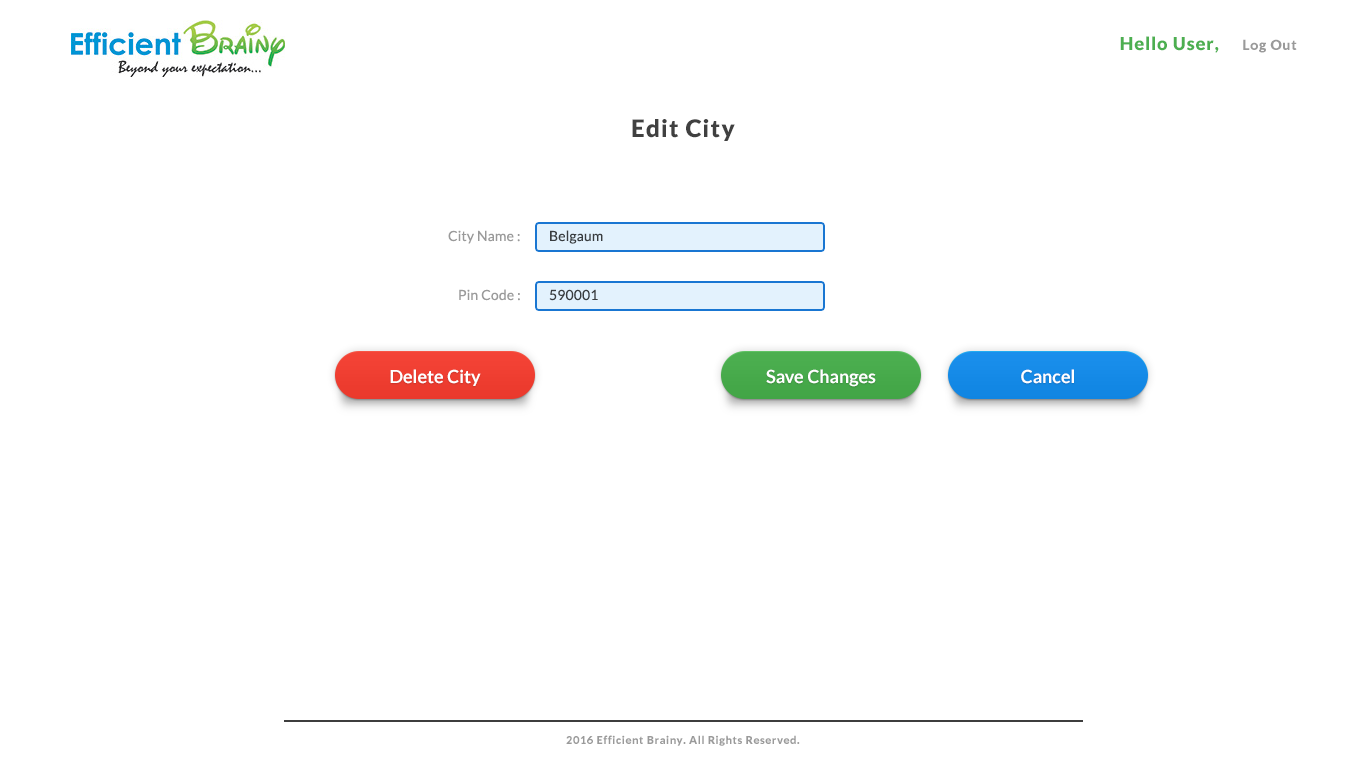 Efficient Brainy
Beyond your expectation...
Hello User, Log Out
Edit City
City Name : Belgaum
Pin Code : 590001
Delete City Save Changes Cancel
2016 Efficient Brainy. All Rights Reserved.